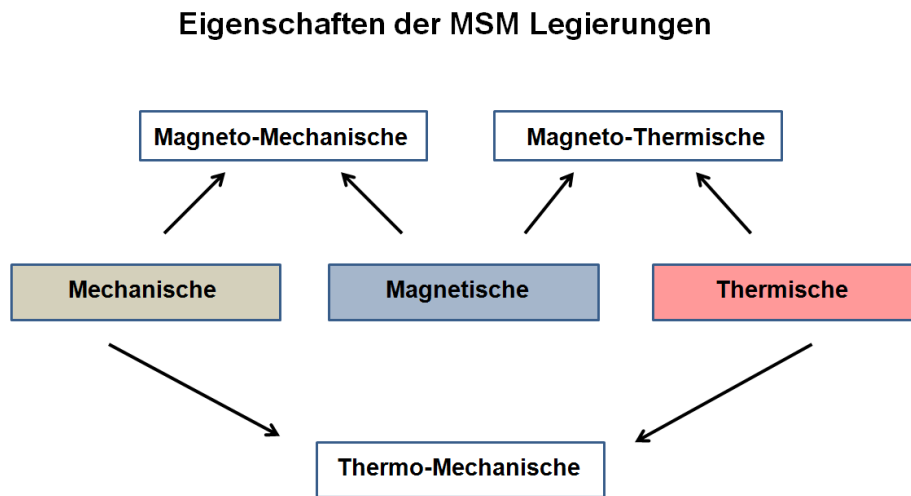 Eigenschaften der MSM Legierungen
Magneto-Mechanische
Magneto-Thermische
Mechanische
Magnetische
Thermische
Thermo-Mechanische